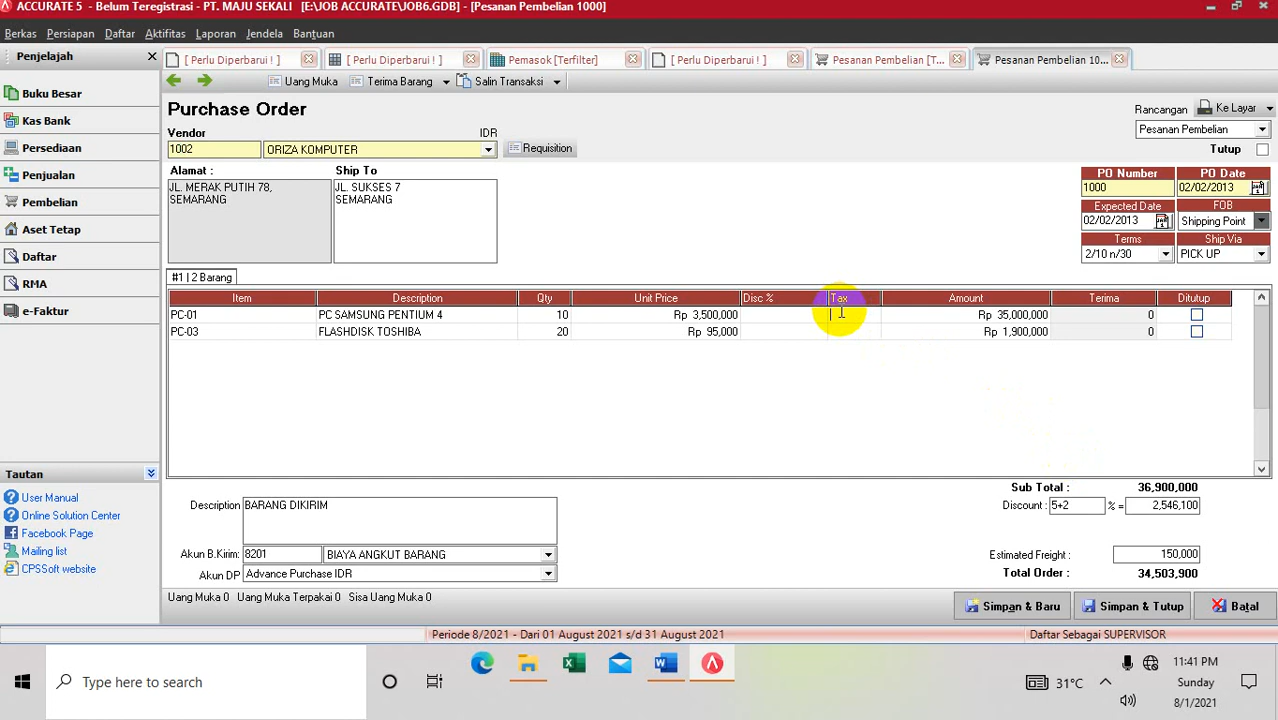 ACCURATE 5 - Belum Teregistrasi - PT. MAJU SEKALI [E:\JOB ACCURATE\JOB6.GDB] - [Pesanan Pembelian 1000]
Berkas Persiapan Daftar Aktifitas Laporan Jendela Bantuan
Penjelajah
[ Perlu Diperbarui ! ] [ Perlu Diperbarui ! ] Pemasok [Terfilter] [ Perlu Diperbarui ! ] Pesanan Pembelian [T... Pesanan Pembelian 10...
Uang Muka Terima Barang Salin Transaksi
Buku Besar
Kas Bank
Persediaan
Penjualan
Pembelian
Aset Tetap
Daftar
RMA
e-Faktur
Purchase Order
Rancangan Ke Layar
Pesanan Pembelian
Tutup
Vendor IDR
1002 ORIZA KOMPUTER Requisition
Alamat : Ship To
JL. MERAK PUTIH 78,
SEMARANG
JL. SUKSES 7
SEMARANG
PO Number PO Date
1000 02/02/2013
Expected Date FOB
02/02/2013 Shipping Point
Terms Ship Via
2/10 n/30 PICK UP
#1 | 2 Barang
Item Description Qty Unit Price Disc % Tax Amount Terima Ditutup
PC-01 PC SAMSUNG PENTIUM 4 10 Rp 3,500,000 Rp 35,000,000 0
PC-03 FLASHDISK TOSHIBA 20 Rp 95,000 Rp 1,900,000 0
Tautan
User Manual
Online Solution Center
Facebook Page
Mailing list
CPSSoft website
Sub Total : 36,900,000
Description BARANG DIKIRIM
Discount : 5+2 % = 2,546,100
Akun B.Kirim: 8201 BIAYA ANGKUT BARANG
Estimated Freight : 150,000
Akun DP Advance Purchase IDR
Total Order : 34,503,900
Uang Muka 0 Uang Muka Terpakai 0 Sisa Uang Muka 0
Simpan & Baru Simpan & Tutup Batal
Periode 8/2021 - Dari 01 August 2021 s/d 31 August 2021 Daftar Sebagai SUPERVISOR
Type here to search
31°C
11:41 PM
Sunday
8/1/2021